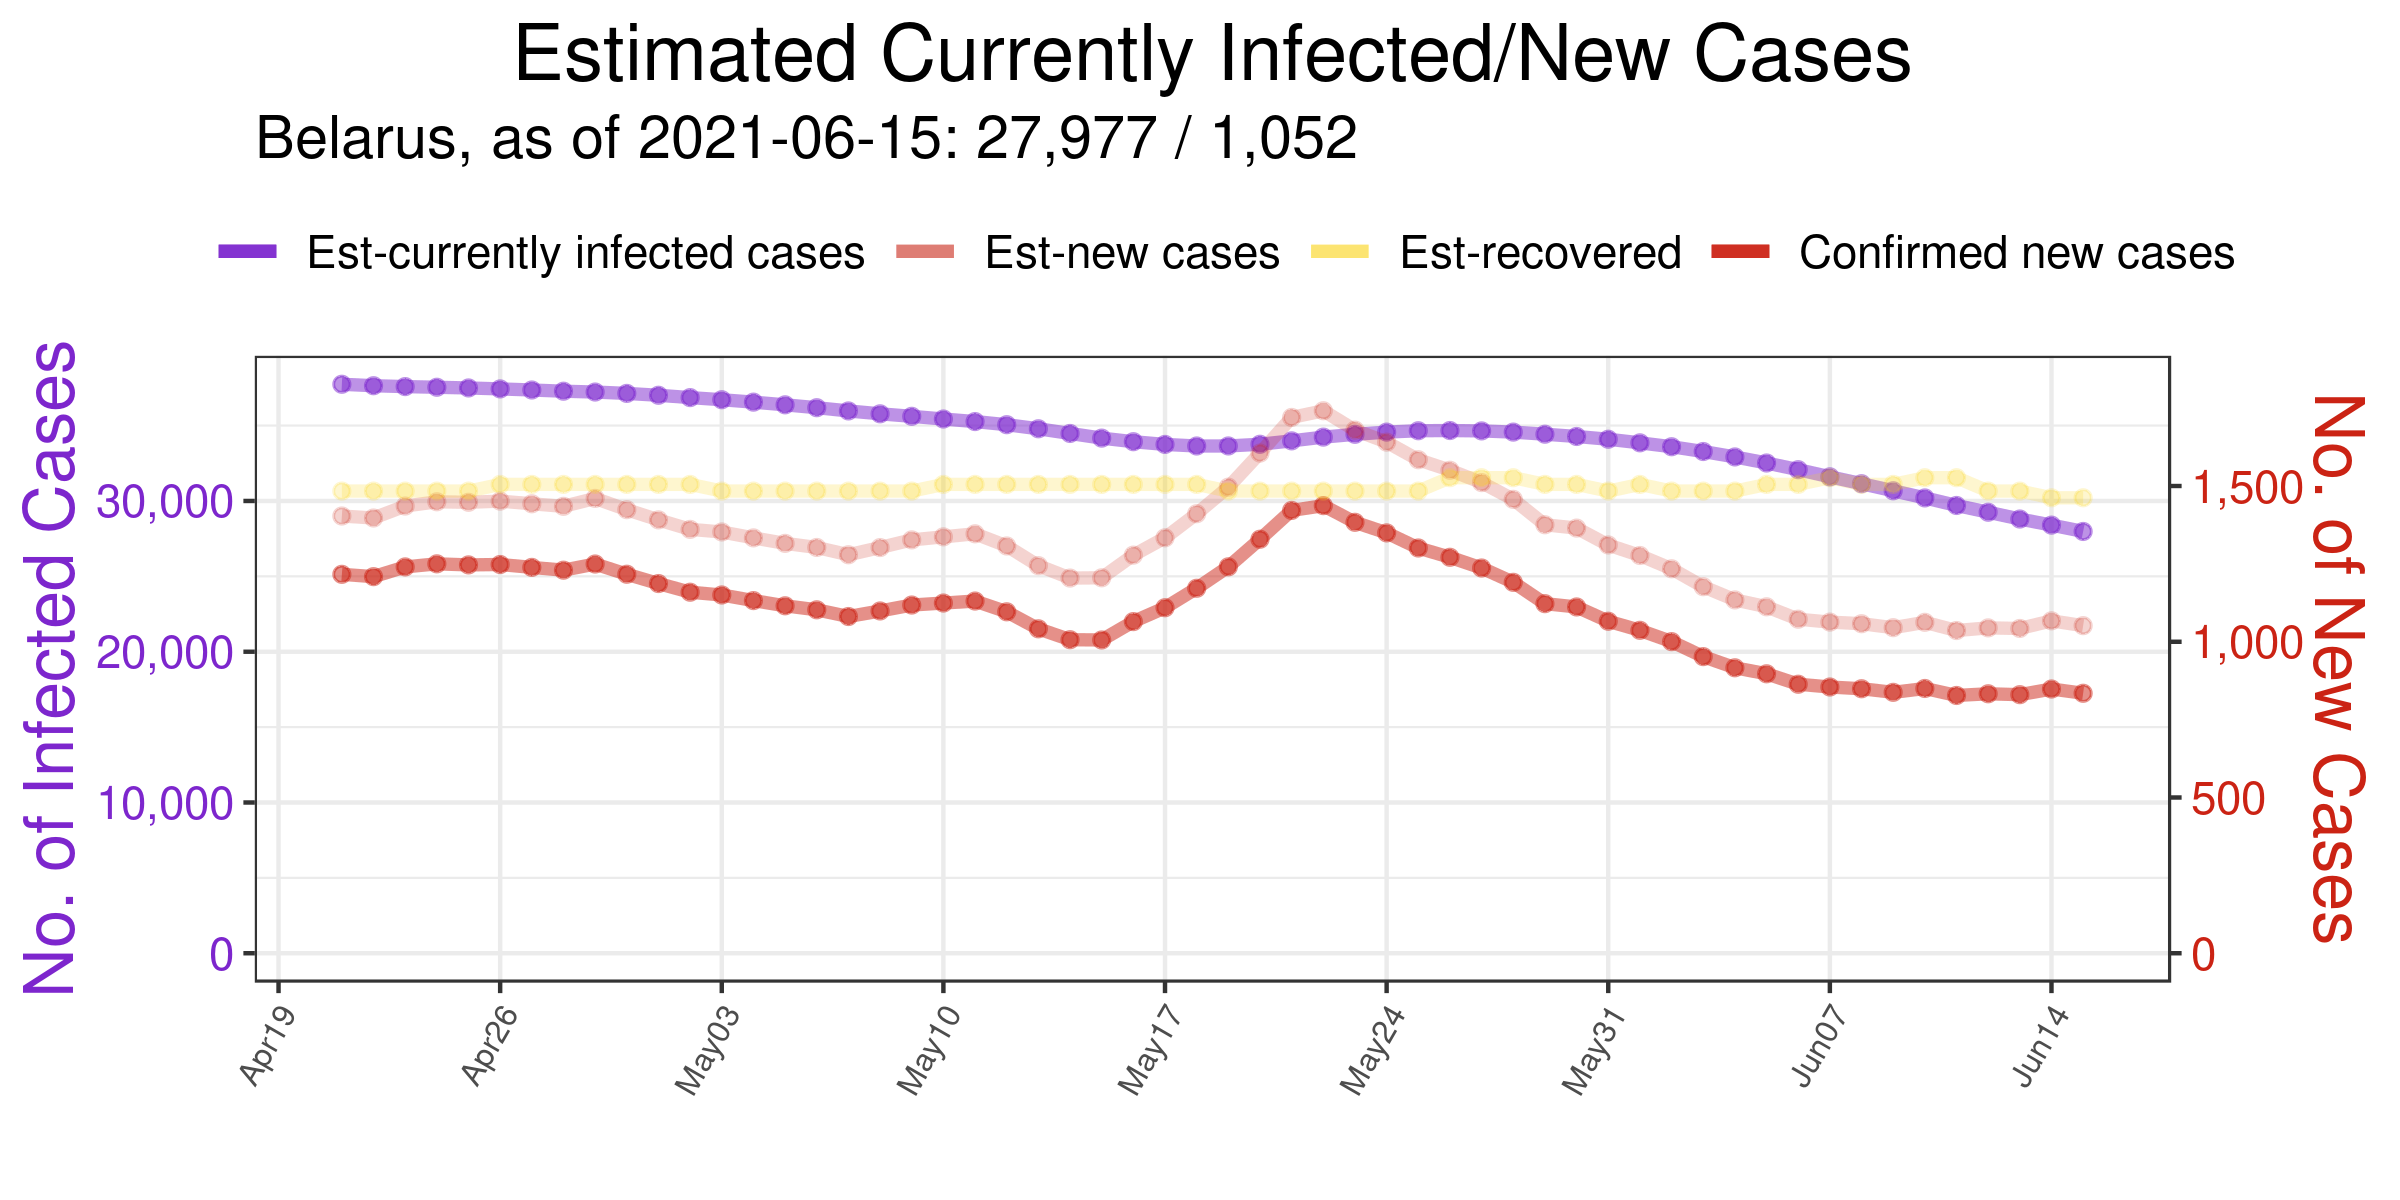 Estimated Currently Infected/New Cases
Belarus, as of 2021-06-15: 27,977 / 1,052
Est-currently infected cases Est-new cases Est-recovered Confirmed new cases
No. of Infected Cases
30,000
20,000
10,000
0
1,500
1,000
500
0
No. of New Cases
Apr19 Apr26 May03 May10 May17 May24 May31 Jun07 Jun14